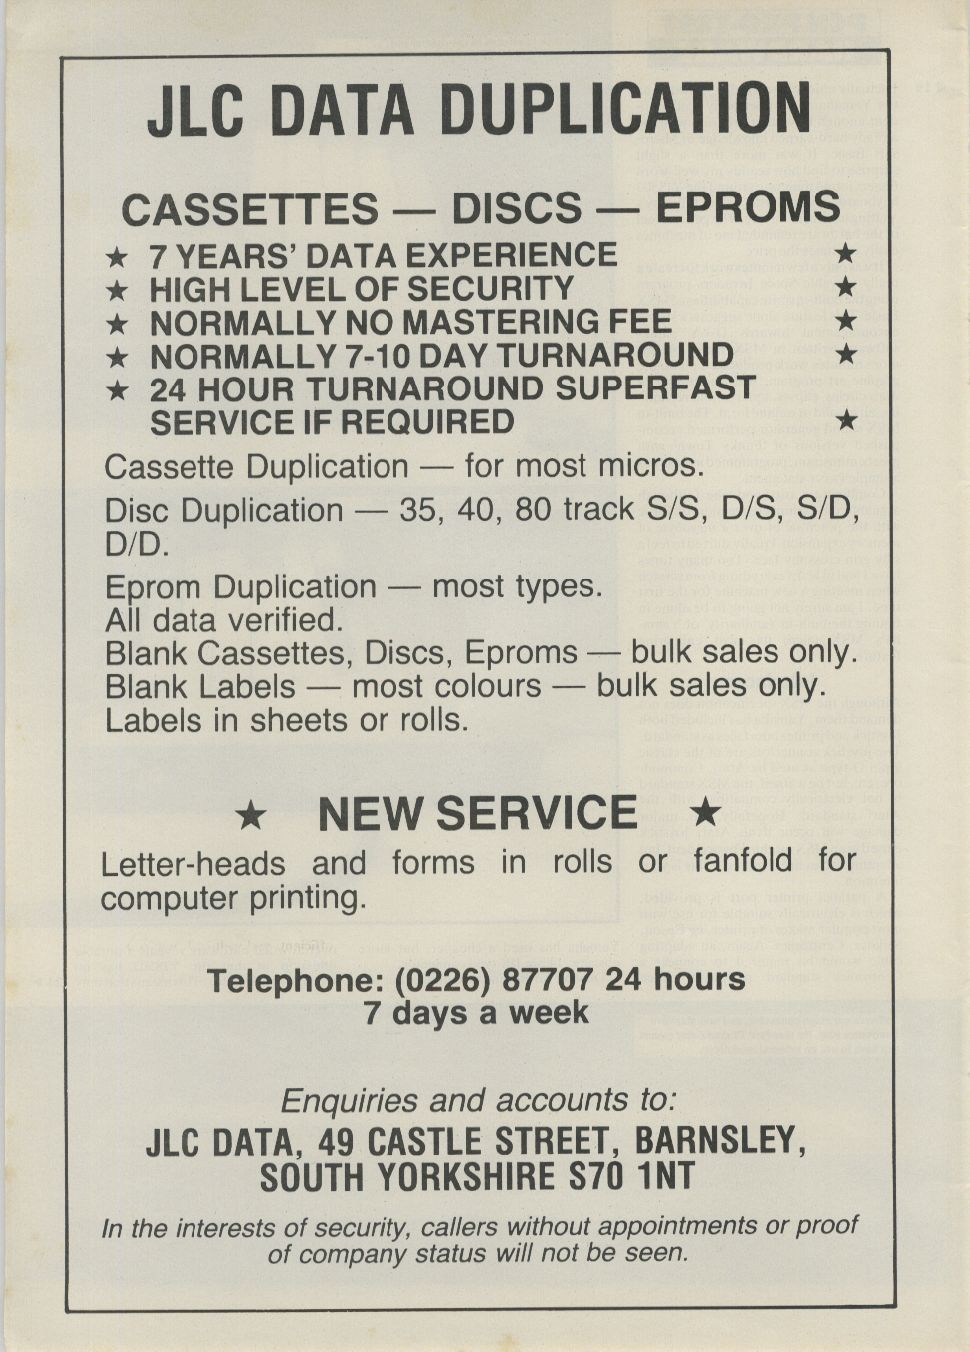 JLC DATA DUPLICATION
CASSETTES — DISCS — EPROMS
★ 7 YEARS' DATA EXPERIENCE ★
★ HIGH LEVEL OF SECURITY ★
★ NORMALLY NO MASTERING FEE ★
★ NORMALLY 7-10 DAY TURNAROUND ★
★ 24 HOUR TURNAROUND SUPERFAST
SERVICE IF REQUIRED ★
Cassette Duplication — for most micros.
Disc Duplication — 35, 40, 80 track S/S, D/S, S/D,
D/D.
Eprom Duplication — most types.
All data verified.
Blank Cassettes, Discs, Eproms — bulk sales only.
Blank Labels — most colours — bulk sales only.
Labels in sheets or rolls.
★ NEW SERVICE ★
Letter-heads and forms in rolls or fanfold for
computer printing.
Telephone: (0226) 87707 24 hours
7 days a week
Enquiries and accounts to:
JLC DATA, 49 CASTLE STREET, BARNSLEY,
SOUTH YORKSHIRE S70 1NT
In the interests of security, callers without appointments or proof
of company status will not be seen.